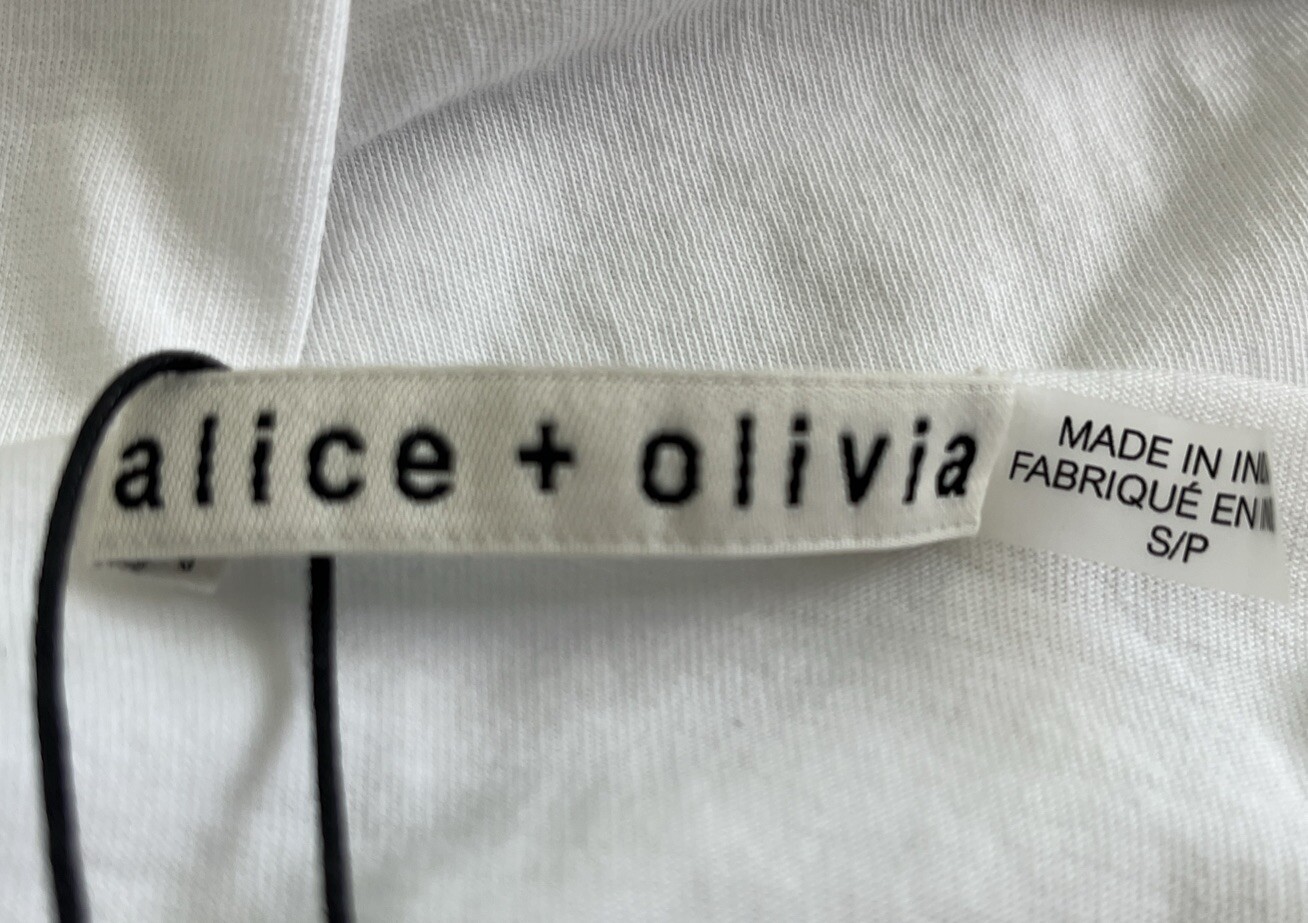 alice + olivia
MADE IN
FABRIQUÉ EN
S/P